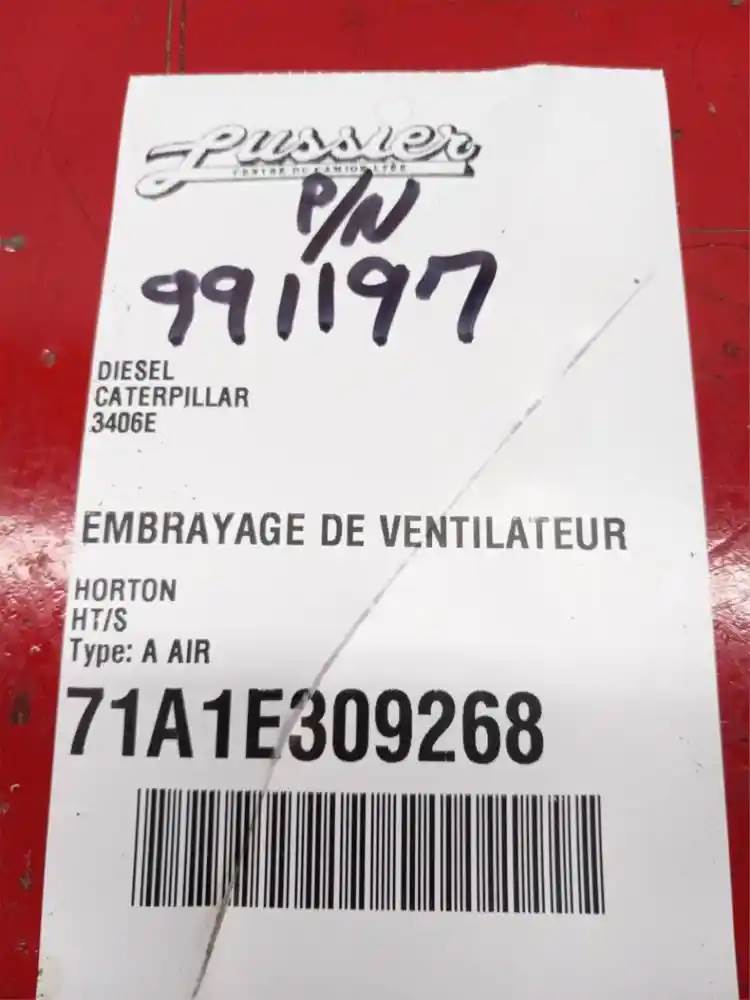 Lussier
CENTRE DU CAMION LTÉE
P/N
991197
DIESEL
CATERPILLAR
3406E
EMBRAYAGE DE VENTILATEUR
HORTON
HT/S
Type: A AIR
71A1E309268